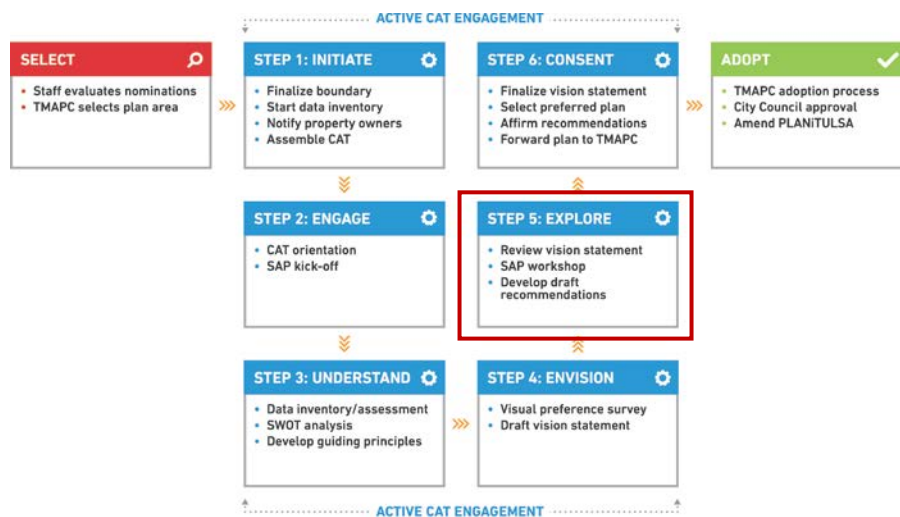 ACTIVE CAT ENGAGEMENT
SELECT
• Staff evaluates nominations
• TMAPC selects plan area
STEP 1: INITIATE
• Finalize boundary
• Start data inventory
• Notify property owners
• Assemble CAT
STEP 2: ENGAGE
• CAT orientation
• SAP kick-off
STEP 3: UNDERSTAND
• Data inventory/assessment
• SWOT analysis
• Develop guiding principles
STEP 4: ENVISION
• Visual preference survey
• Draft vision statement
STEP 5: EXPLORE
• Review vision statement
• SAP workshop
• Develop draft
recommendations
STEP 6: CONSENT
• Finalize vision statement
• Select preferred plan
• Affirm recommendations
• Forward plan to TMAPC
ADOPT
• TMAPC adoption process
• City Council approval
• Amend PLANiTULSA
ACTIVE CAT ENGAGEMENT